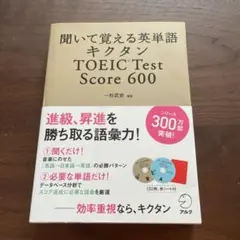 聞いて覚える英単語
キクタン
TOEIC Test
Score 600
一杉武史 編著
進級、昇進を
勝ち取る語彙力!
シリーズ
300万部
突破!
①聞くだけ!
音楽にのせた
「英語→日本語→英語」の必勝パターン
②必要な単語だけ!
データベース分析で
スコア達成に必要な語彙を厳選
効率重視なら、キクタン
アルク